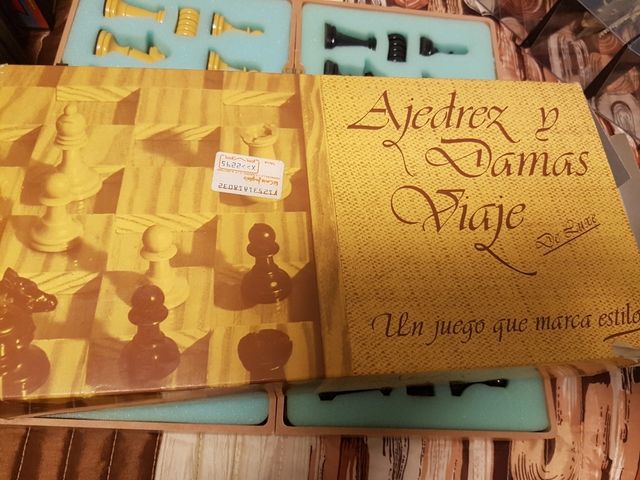 Ajedrez y
Damas
Viaje
De Luxe
Un juego que marca estilo